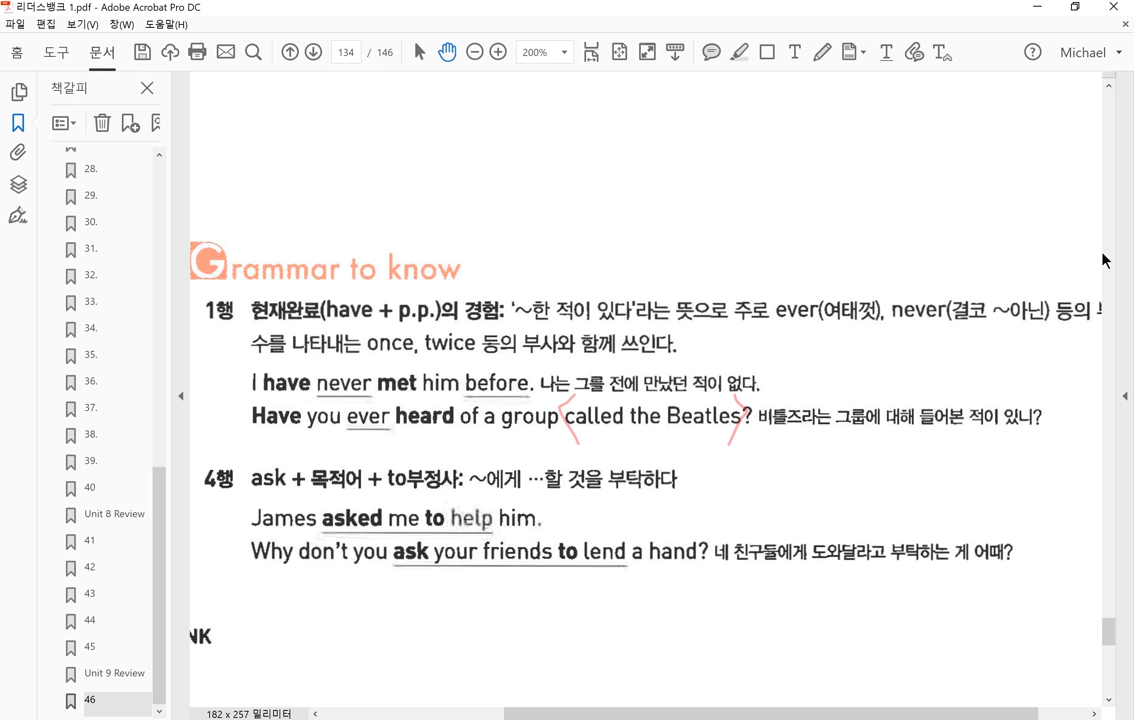 리더스뱅크 1.pdf - Adobe Acrobat Pro DC
파일 편집 보기(V) 창(W) 도움말(H)
홈 도구 문서 134 / 146 200% Michael
책갈피
28.
29.
30.
31.
32.
33.
34.
35.
36.
37.
38.
39.
40
Unit 8 Review
41
42
43
44
45
Unit 9 Review
46
Grammar to know
1행 현재완료(have + p.p.)의 경험: ‘~한 적이 있다’라는 뜻으로 주로 ever(여태껏), never(결코 ~아닌) 등의
수를 나타내는 once, twice 등의 부사와 함께 쓰인다.
I have never met him before. 나는 그를 전에 만났던 적이 없다.
Have you ever heard of a group called the Beatles? 비틀즈라는 그룹에 대해 들어본 적이 있니?
4행 ask + 목적어 + to부정사: ~에게 …할 것을 부탁하다
James asked me to help him.
Why don’t you ask your friends to lend a hand? 네 친구들에게 도와달라고 부탁하는 게 어때?
NK
182 x 257 밀리미터